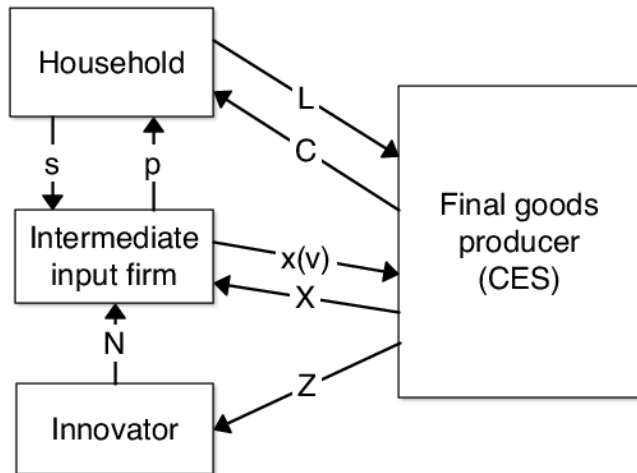 Household
L
C
s
p
Final goods
producer
(CES)
Intermediate
input firm
x(v)
X
N
Z
Innovator